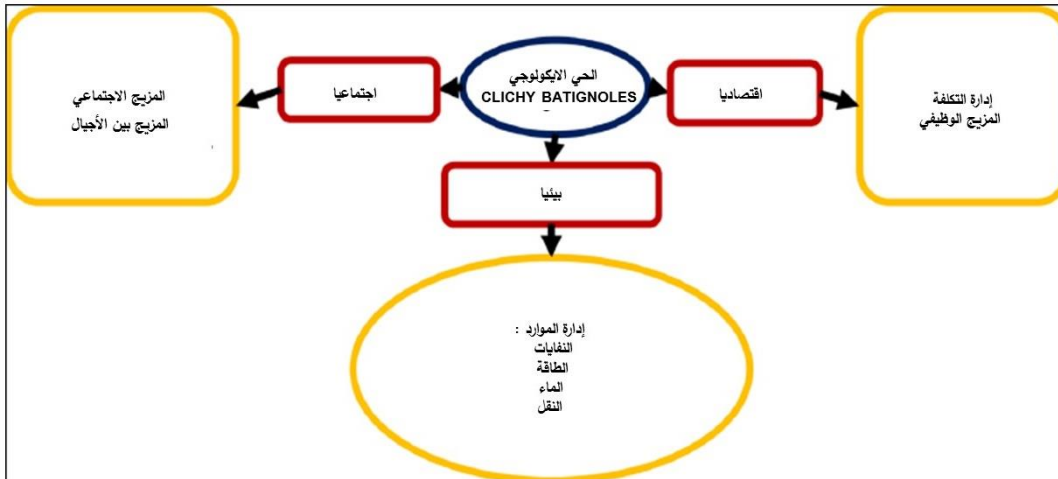 الحي الايكولوجي
CLICHY BATIGNOLES
اقتصاديا
إدارة التكلفة
المزيج الوظيفي
اجتماعيا
المزيج الاجتماعي
المزيج بين الأجيال
بيئيا
إدارة الموارد :
النفايات
الطاقة
الماء
النقل